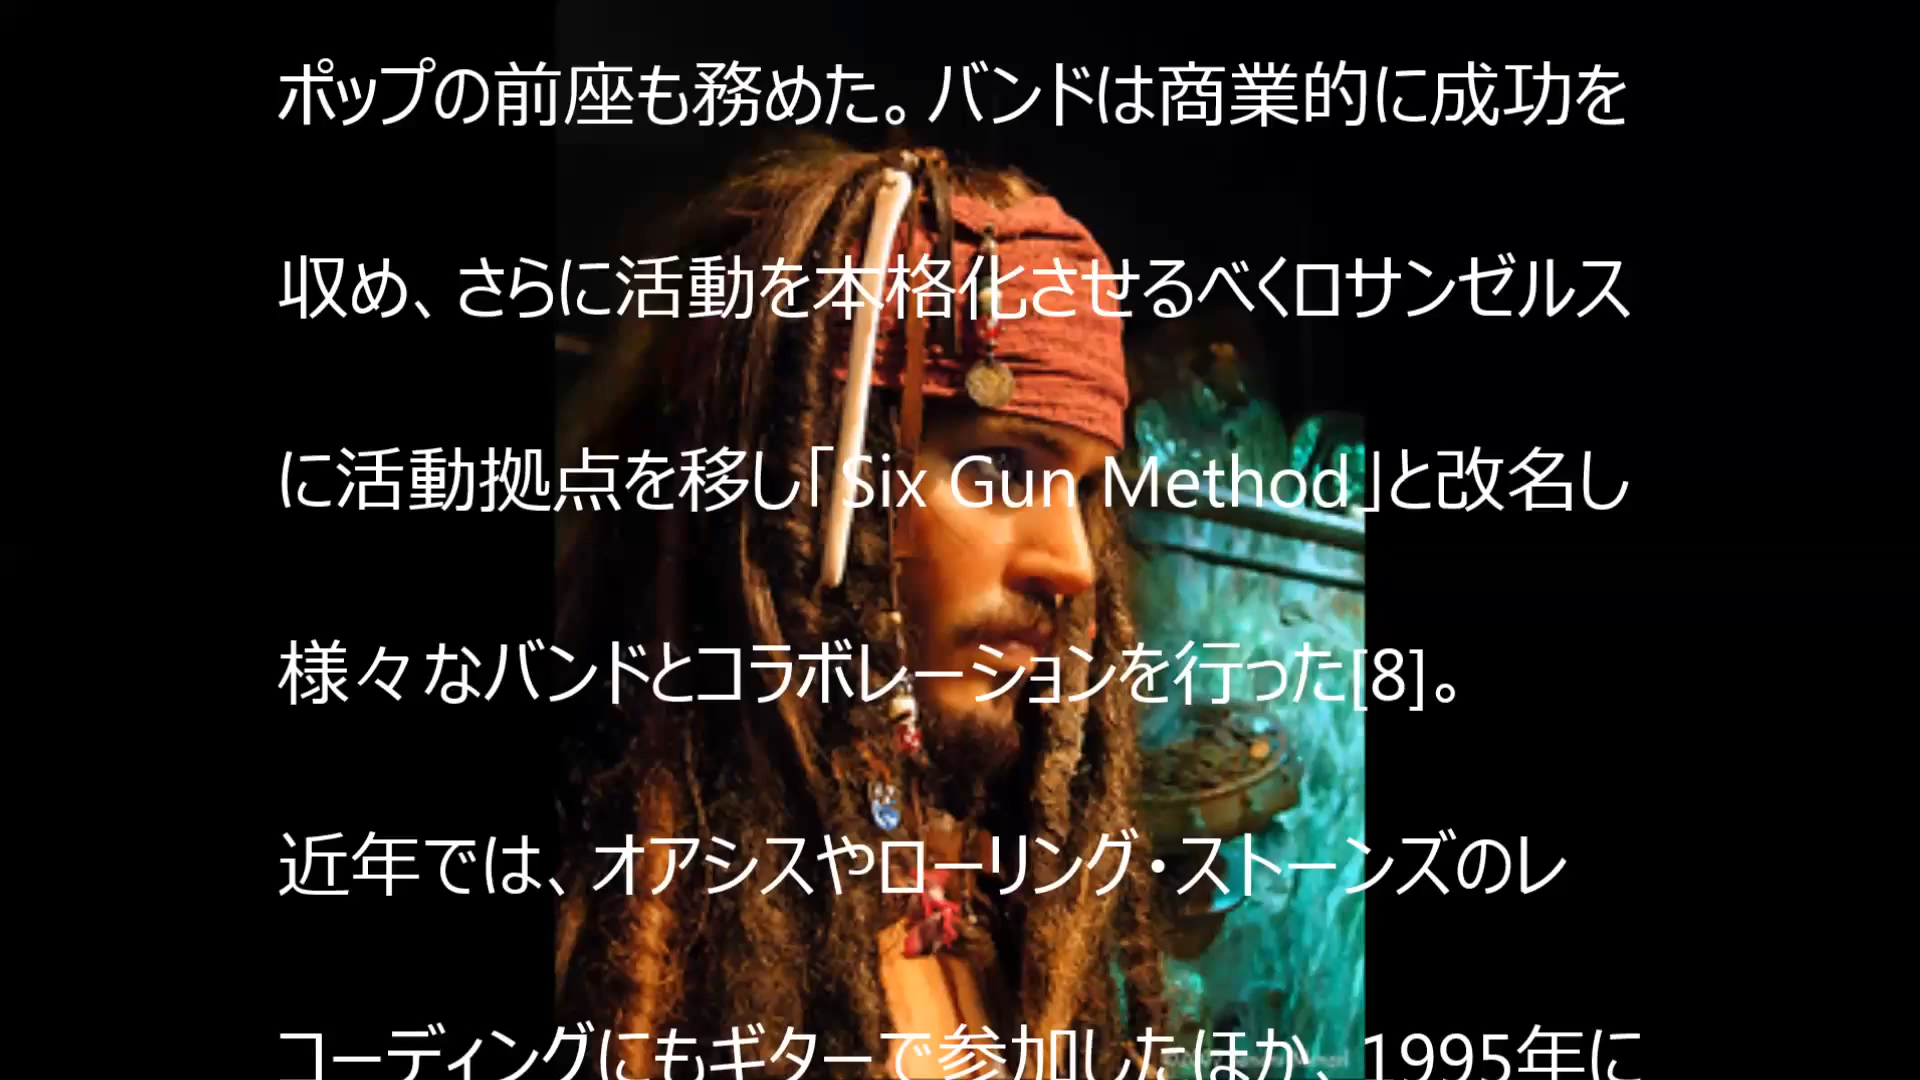 ポップの前座も務めた。バンドは商業的に成功を
収め、さらに活動を本格化させるべくロサンゼルス
に活動拠点を移し「Six Gun Method」と改名し
様々なバンドとコラボレーションを行った[8]。
近年では、オアシスやローリング・ストーンズのレ
コーディングにもギターで参加したほか、1995年に